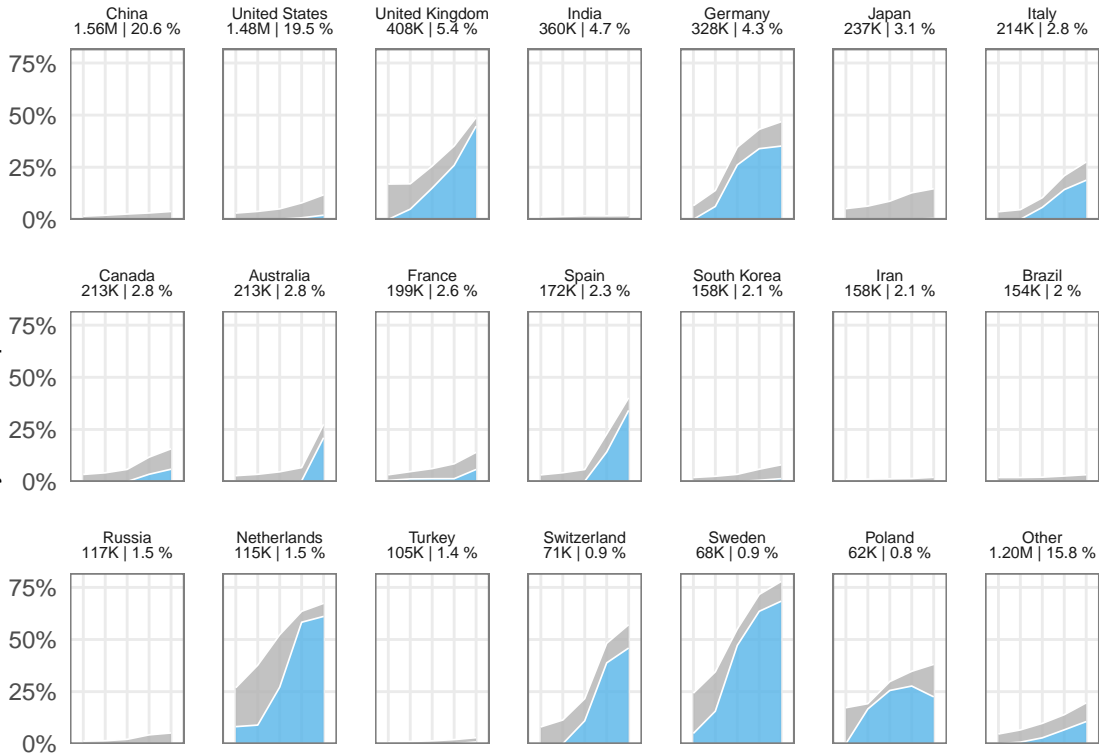 China United States United Kingdom India Germany Japan Italy
1.56M | 20.6 % 1.48M | 19.5 % 408K | 5.4 % 360K | 4.7 % 328K | 4.3 % 237K | 3.1 % 214K | 2.8 %
75%
50%
25%
0%
Canada Australia France Spain South Korea Iran Brazil
213K | 2.8 % 213K | 2.8 % 199K | 2.6 % 172K | 2.3 % 158K | 2.1 % 158K | 2.1 % 154K | 2 %
75%
50%
25%
0%
Russia Netherlands Turkey Switzerland Sweden Poland Other
117K | 1.5 % 115K | 1.5 % 105K | 1.4 % 71K | 0.9 % 68K | 0.9 % 62K | 0.8 % 1.20M | 15.8 %
75%
50%
25%
0%